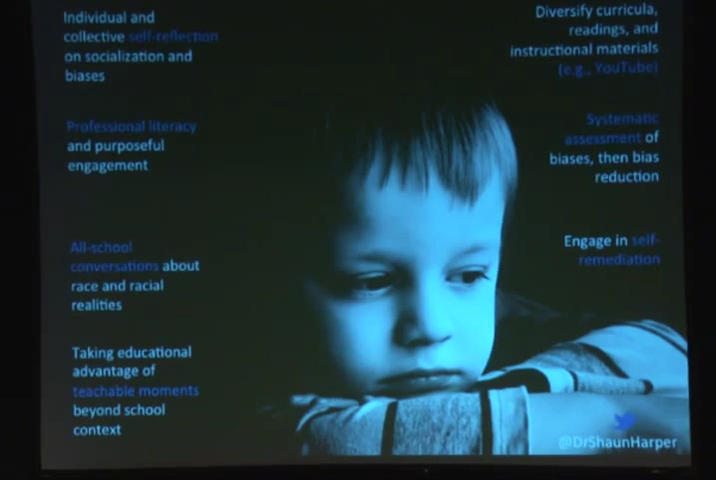 Individual and
collective self-reflection
on socialization and
biases
Professional literacy
and purposeful
engagement
All-school
conversations about
race and racial
realities
Taking educational
advantage of
teachable moments
beyond school
context
Diversify curricula,
readings, and
instructional materials
(e.g., YouTube)
Systematic
assessment of
biases, then bias
reduction
Engage in self-
remediation
@DrShaunHarper